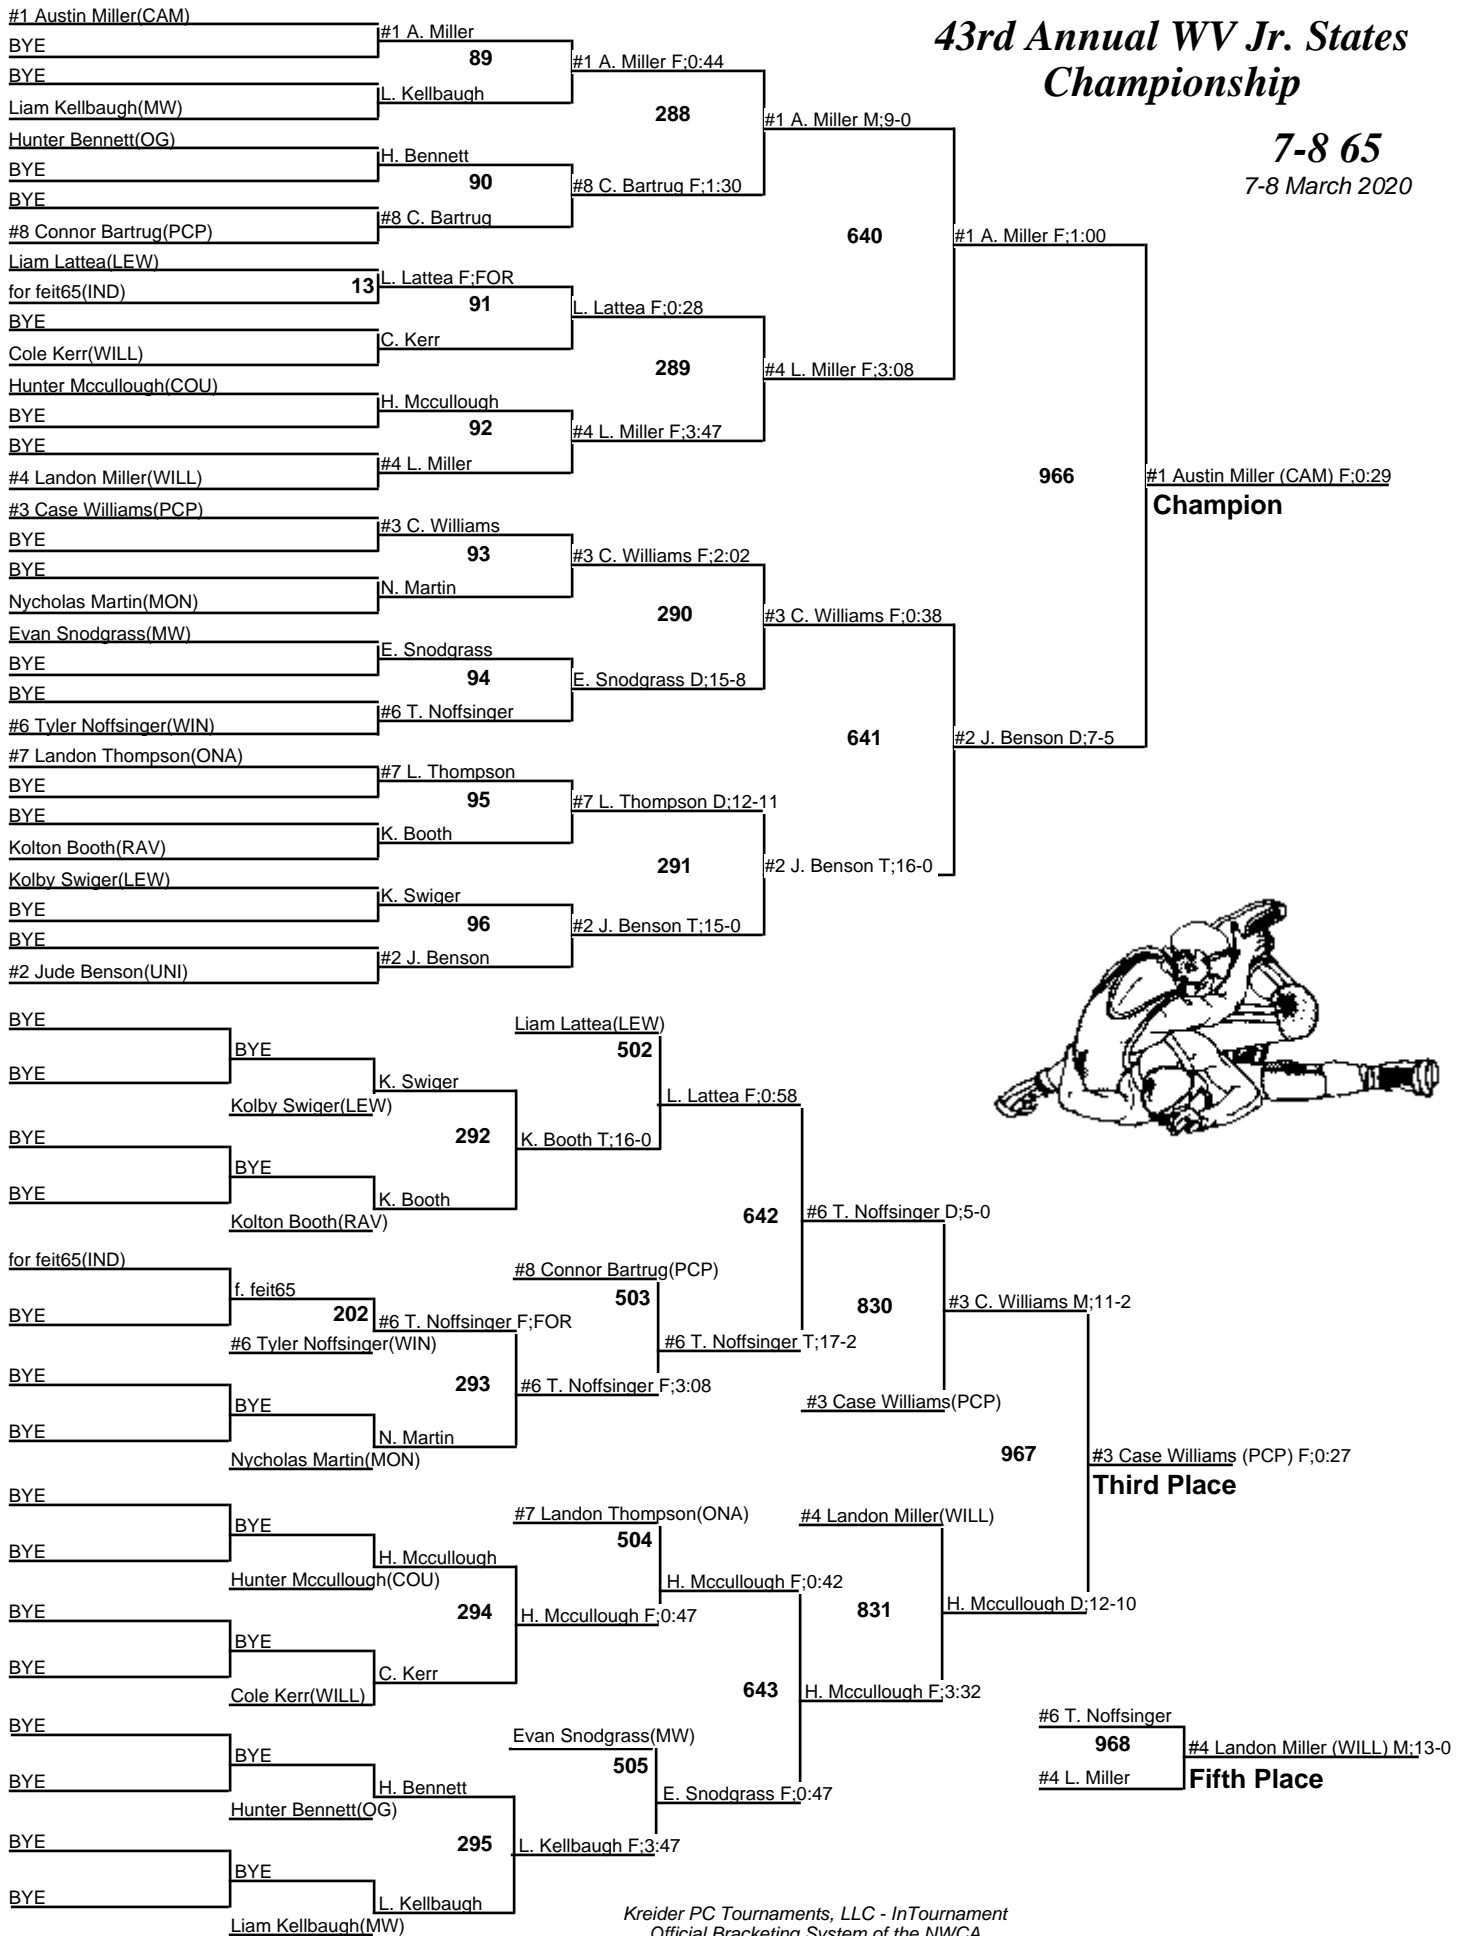 43rd Annual WV Jr. States
Championship
7-8 65
7-8 March 2020
#1 Austin Miller(CAM)
BYE
BYE
Liam Kellbaugh(MW)
Hunter Bennett(OG)
BYE
BYE
#8 Connor Bartrug(PCP)
Liam Lattea(LEW)
for feit65(IND)
BYE
Cole Kerr(WILL)
Hunter Mccullough(COU)
BYE
BYE
#4 Landon Miller(WILL)
#3 Case Williams(PCP)
BYE
BYE
Nycholas Martin(MON)
Evan Snodgrass(MW)
BYE
BYE
#6 Tyler Noffsinger(WIN)
#7 Landon Thompson(ONA)
BYE
BYE
Kolton Booth(RAV)
Kolby Swiger(LEW)
BYE
BYE
#2 Jude Benson(UNI)
13
#1 A. Miller
89
L. Kellbaugh
H. Bennett
90
#8 C. Bartrug
L. Lattea F;FOR
91
C. Kerr
H. Mccullough
92
#4 L. Miller
#3 C. Williams
93
N. Martin
E. Snodgrass
94
#6 T. Noffsinger
#7 L. Thompson
95
K. Booth
K. Swiger
96
#2 J. Benson
#1 A. Miller F;0:44
288
#8 C. Bartrug F;1:30
L. Lattea F;0:28
289
#4 L. Miller F;3:47
#3 C. Williams F;2:02
290
E. Snodgrass D;15-8
#7 L. Thompson D;12-11
291
#2 J. Benson T;15-0
#1 A. Miller M;9-0
640
#4 L. Miller F;3:08
#3 C. Williams F;0:38
641
#2 J. Benson T;16-0
#1 A. Miller F;1:00
966
#2 J. Benson D;7-5
#1 Austin Miller (CAM) F;0:29
Champion
BYE
BYE
BYE
BYE
for feit65(IND)
BYE
BYE
BYE
BYE
BYE
BYE
BYE
BYE
BYE
BYE
BYE
BYE
Kolby Swiger(LEW)
BYE
Kolton Booth(RAV)
f. feit65
202
#6 Tyler Noffsinger(WIN)
BYE
Nycholas Martin(MON)
BYE
Hunter Mccullough(COU)
BYE
Cole Kerr(WILL)
BYE
Hunter Bennett(OG)
BYE
Liam Kellbaugh(MW)
K. Swiger
292
K. Booth
#6 T. Noffsinger F;FOR
293
N. Martin
H. Mccullough
294
C. Kerr
H. Bennett
295
L. Kellbaugh
Liam Lattea(LEW)
502
K. Booth T;16-0
#8 Connor Bartrug(PCP)
503
#6 T. Noffsinger F;3:08
#7 Landon Thompson(ONA)
504
H. Mccullough F;0:47
Evan Snodgrass(MW)
505
L. Kellbaugh F;3:47
L. Lattea F;0:58
642
#6 T. Noffsinger T;17-2
H. Mccullough F;0:42
643
E. Snodgrass F;0:47
#6 T. Noffsinger D;5-0
830
#3 Case Williams(PCP)
#4 Landon Miller(WILL)
831
H. Mccullough F;3:32
#3 C. Williams M;11-2
967
H. Mccullough D;12-10
#3 Case Williams (PCP) F;0:27
Third Place
#6 T. Noffsinger
968
#4 L. Miller
#4 Landon Miller (WILL) M;13-0
Fifth Place
Kreider PC Tournaments, LLC - InTournament
Official Bracketing System of the NWCA